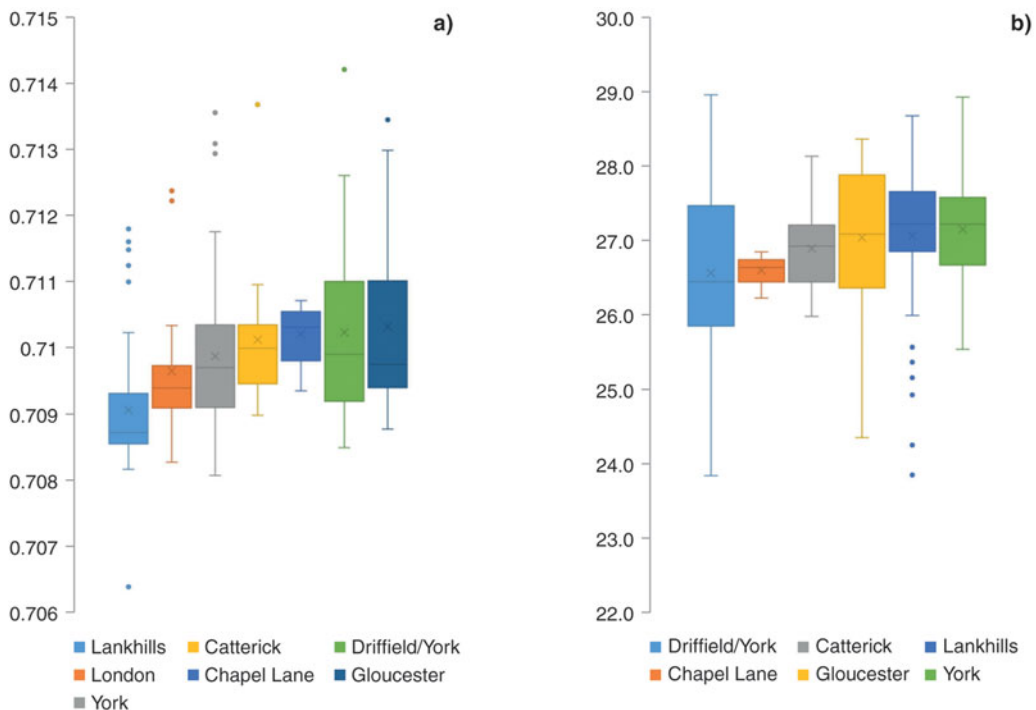 a)
0.715
0.714
0.713
0.712
0.711
0.71
0.709
0.708
0.707
0.706
Lankhills Catterick Driffield/York
London Chapel Lane Gloucester
York
b)
30.0
29.0
28.0
27.0
26.0
25.0
24.0
23.0
22.0
Driffield/York Catterick Lankhills
Chapel Lane Gloucester York